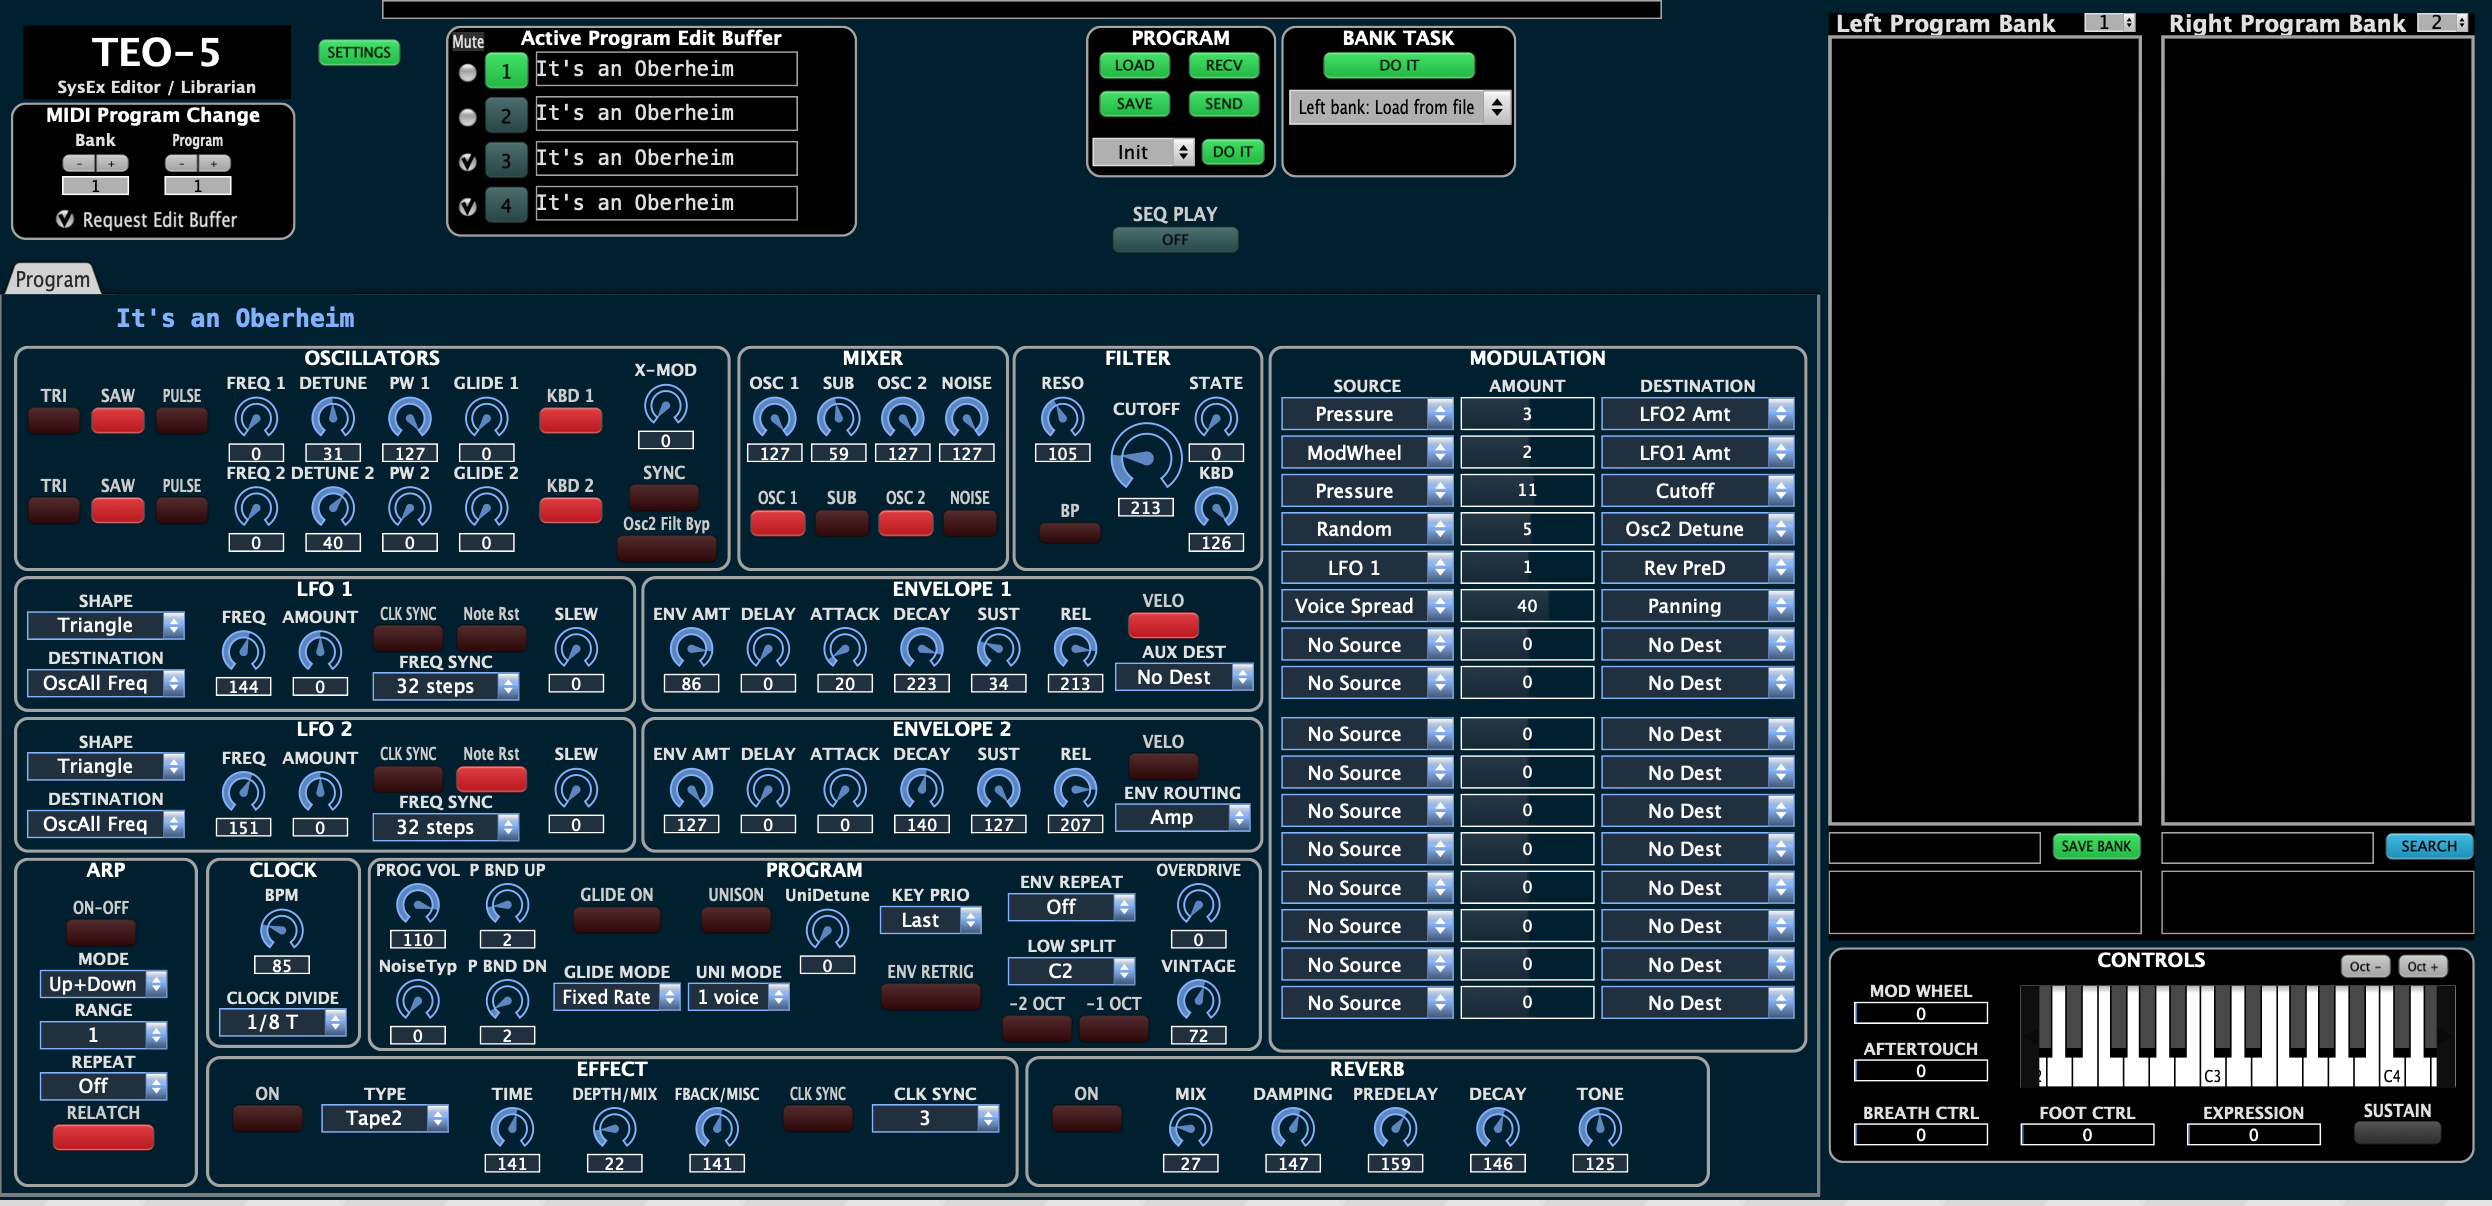 TEO-5
SysEx Editor / Librarian
SETTINGS
MIDI Program Change
Bank Program
- + - +
1 1
Request Edit Buffer
Mute Active Program Edit Buffer
1 It's an Oberheim
2 It's an Oberheim
3 It's an Oberheim
4 It's an Oberheim
PROGRAM
LOAD RECV
SAVE SEND
Init DO IT
BANK TASK
DO IT
Left bank: Load from file
SEQ PLAY
OFF
Left Program Bank 1
Right Program Bank 2
Program
It's an Oberheim
OSCILLATORS
TRI SAW PULSE FREQ 1 DETUNE PW 1 GLIDE 1 KBD 1 X-MOD
0 31 127 0 0
TRI SAW PULSE FREQ 2 DETUNE 2 PW 2 GLIDE 2 KBD 2 SYNC
Osc2 Filt Byp
0 40 0 0
MIXER
OSC 1 SUB OSC 2 NOISE
127 59 127 127
OSC 1 SUB OSC 2 NOISE
FILTER
RESO CUTOFF STATE
105 0
KBD
BP 213
126
MODULATION
SOURCE AMOUNT DESTINATION
Pressure 3 LFO2 Amt
ModWheel 2 LFO1 Amt
Pressure 11 Cutoff
Random 5 Osc2 Detune
LFO 1 1 Rev PreD
Voice Spread 40 Panning
No Source 0 No Dest
No Source 0 No Dest
No Source 0 No Dest
No Source 0 No Dest
No Source 0 No Dest
No Source 0 No Dest
No Source 0 No Dest
No Source 0 No Dest
No Source 0 No Dest
No Source 0 No Dest
LFO 1
SHAPE
Triangle
DESTINATION
OscAll Freq
FREQ AMOUNT CLK SYNC Note Rst SLEW
FREQ SYNC
144 0 32 steps 0
ENVELOPE 1
ENV AMT DELAY ATTACK DECAY SUST REL VELO
86 0 20 223 34 213
AUX DEST
No Dest
LFO 2
SHAPE
Triangle
DESTINATION
OscAll Freq
FREQ AMOUNT CLK SYNC Note Rst SLEW
FREQ SYNC
151 0 32 steps 0
ENVELOPE 2
ENV AMT DELAY ATTACK DECAY SUST REL VELO
127 0 0 140 127 207
ENV ROUTING
Amp
ARP
ON-OFF
MODE
Up+Down
RANGE
1
REPEAT
Off
RELATCH
CLOCK
BPM
85
CLOCK DIVIDE
1/8 T
PROGRAM
PROG VOL P BND UP GLIDE ON UNISON UniDetune KEY PRIO ENV REPEAT OVERDRIVE
Last Off
110 2 0
NoiseTyp P BND DN GLIDE MODE UNI MODE 0 ENV RETRIG LOW SPLIT VINTAGE
Fixed Rate 1 voice C2
-2 OCT -1 OCT
0 2 72
EFFECT
ON TYPE TIME DEPTH/MIX FBACK/MISC CLK SYNC CLK SYNC
Tape2 3
141 22 141
REVERB
ON MIX DAMPING PREDELAY DECAY TONE
27 147 159 146 125
SAVE BANK
SEARCH
CONTROLS
Oct - Oct +
MOD WHEEL
0
AFTERTOUCH
0
C3 C4
BREATH CTRL FOOT CTRL EXPRESSION SUSTAIN
0 0 0